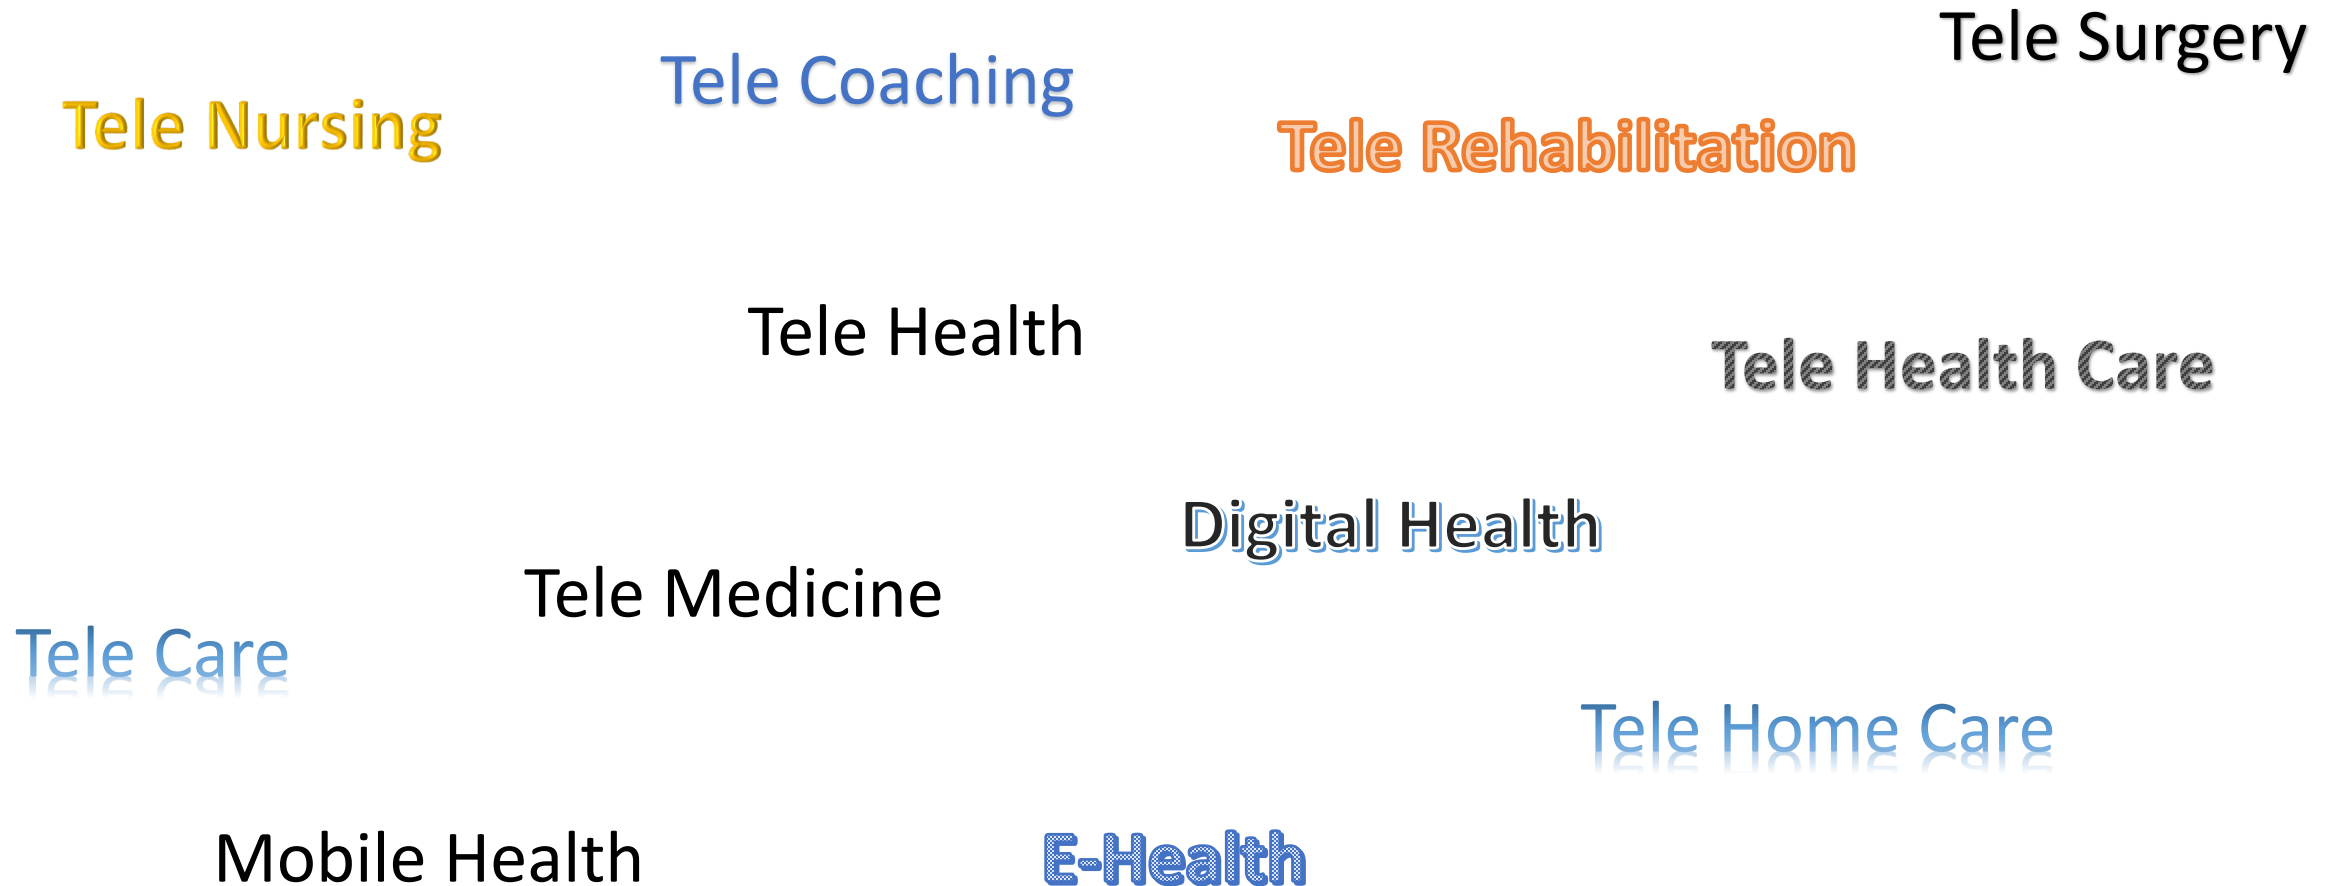 Tele Surgery
Tele Coaching
Tele Nursing
Tele Rehabilitation
Tele Health
Tele Health Care
Digital Health
Tele Medicine
Tele Care
Tele Home Care
Mobile Health
E-Health